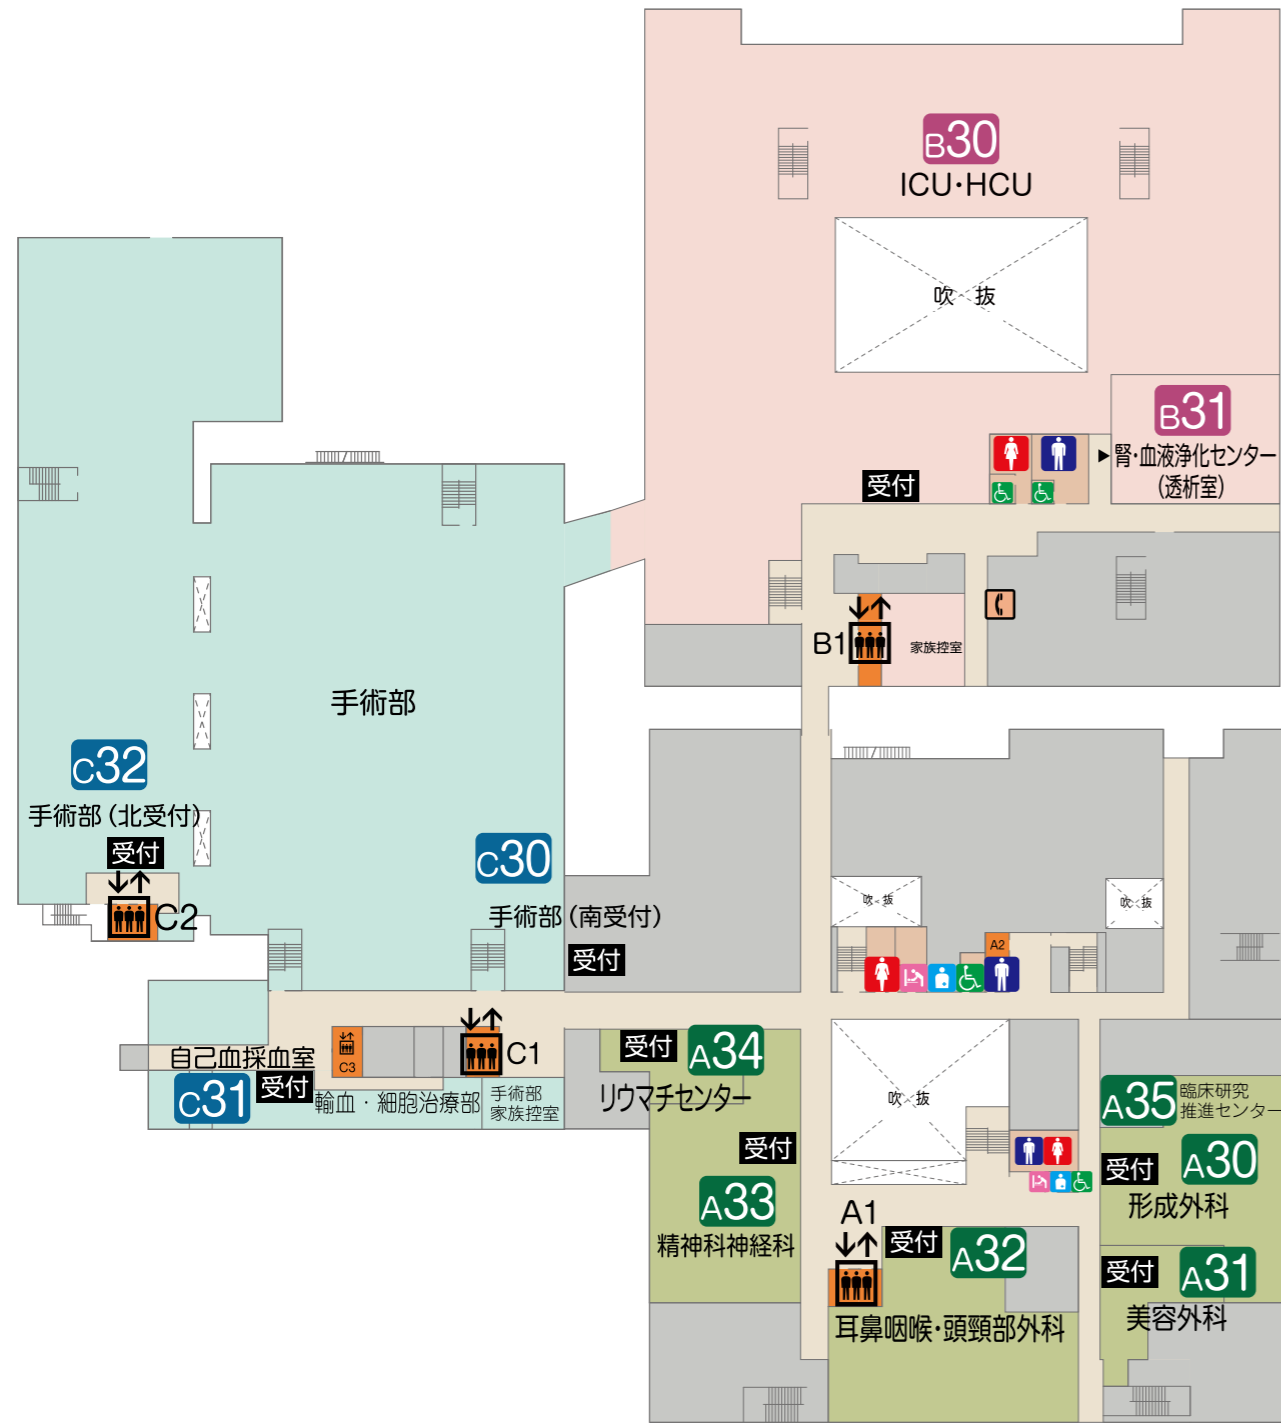 B30
ICU・HCU
吹 抜
B31
腎・血液浄化センター
(透析室)
受付
B1
家族控室
手術部
C32
手術部（北受付）
受付
C2
C30
手術部（南受付）
受付
吹 抜
吹 抜
A2
C1
C3
自己血採血室
C31
受付
輸血・細胞治療部
手術部
家族控室
受付
A34
リウマチセンター
吹 抜
A35
臨床研究
推進センター
受付
A33
精神科神経科
受付
A30
形成外科
A1
受付
A32
耳鼻咽喉・頭頸部外科
受付
A31
美容外科